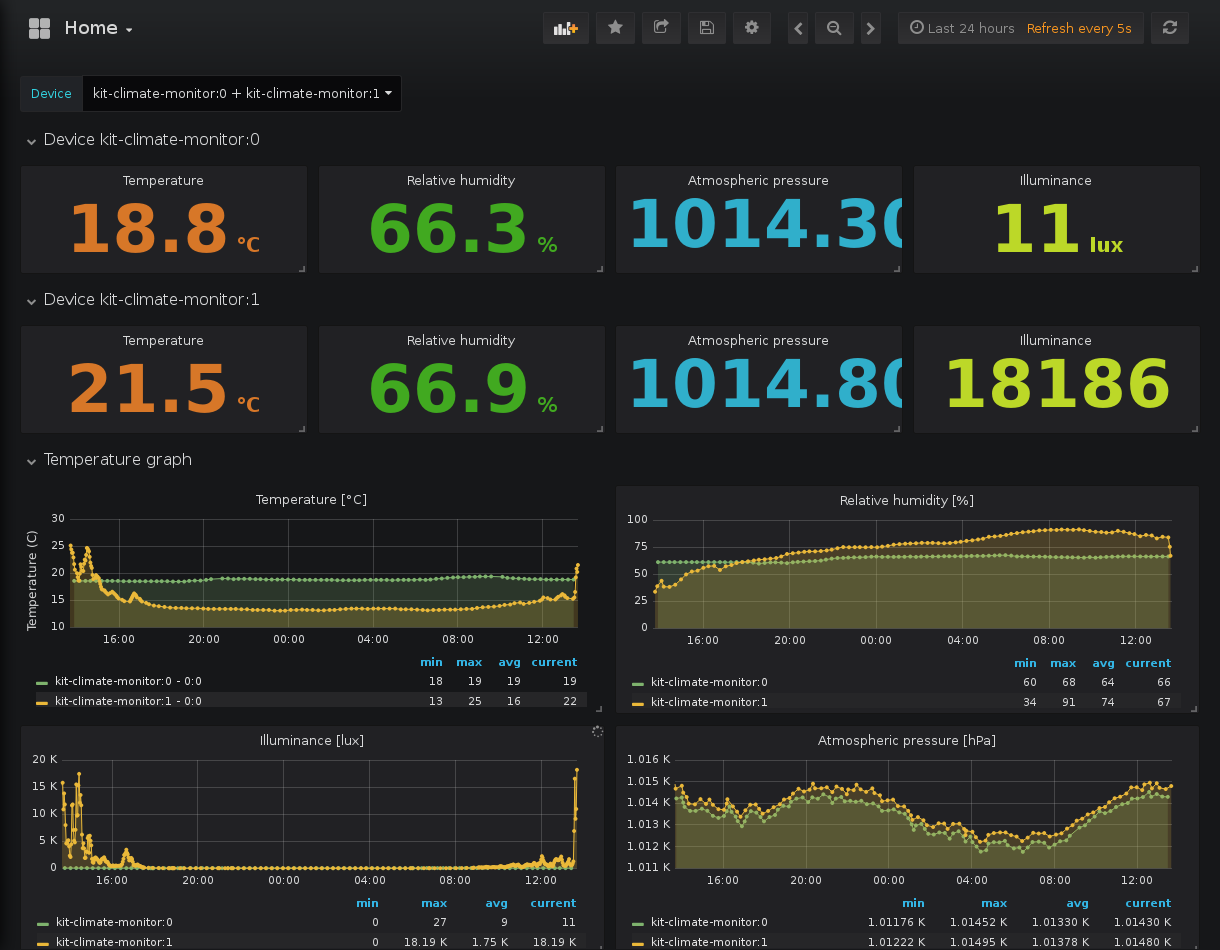 Home
Last 24 hours Refresh every 5s
Device kit-climate-monitor:0 + kit-climate-monitor:1
Device kit-climate-monitor:0
Temperature Relative humidity Atmospheric pressure Illuminance
18.8 °C 66.3 % 1014.30 11 lux
Device kit-climate-monitor:1
Temperature Relative humidity Atmospheric pressure Illuminance
21.5 °C 66.9 % 1014.80 18186
Temperature graph
Temperature [°C]
Temperature (C)
30
25
20
15
10
16:00 20:00 00:00 04:00 08:00 12:00
min max avg current
kit-climate-monitor:0 - 0:0 18 19 19 19
kit-climate-monitor:1 - 0:0 13 25 16 22
Relative humidity [%]
100
75
50
25
0
16:00 20:00 00:00 04:00 08:00 12:00
min max avg current
kit-climate-monitor:0 60 68 64 66
kit-climate-monitor:1 34 91 74 67
Illuminance [lux]
20 K
15 K
10 K
5 K
0
16:00 20:00 00:00 04:00 08:00 12:00
min max avg current
kit-climate-monitor:0 0 27 9 11
kit-climate-monitor:1 0 18.19 K 1.75 K 18.19 K
Atmospheric pressure [hPa]
1.016 K
1.015 K
1.014 K
1.013 K
1.012 K
1.011 K
16:00 20:00 00:00 04:00 08:00 12:00
min max avg current
kit-climate-monitor:0 1.01176 K 1.01452 K 1.01330 K 1.01430 K
kit-climate-monitor:1 1.01222 K 1.01495 K 1.01378 K 1.01480 K